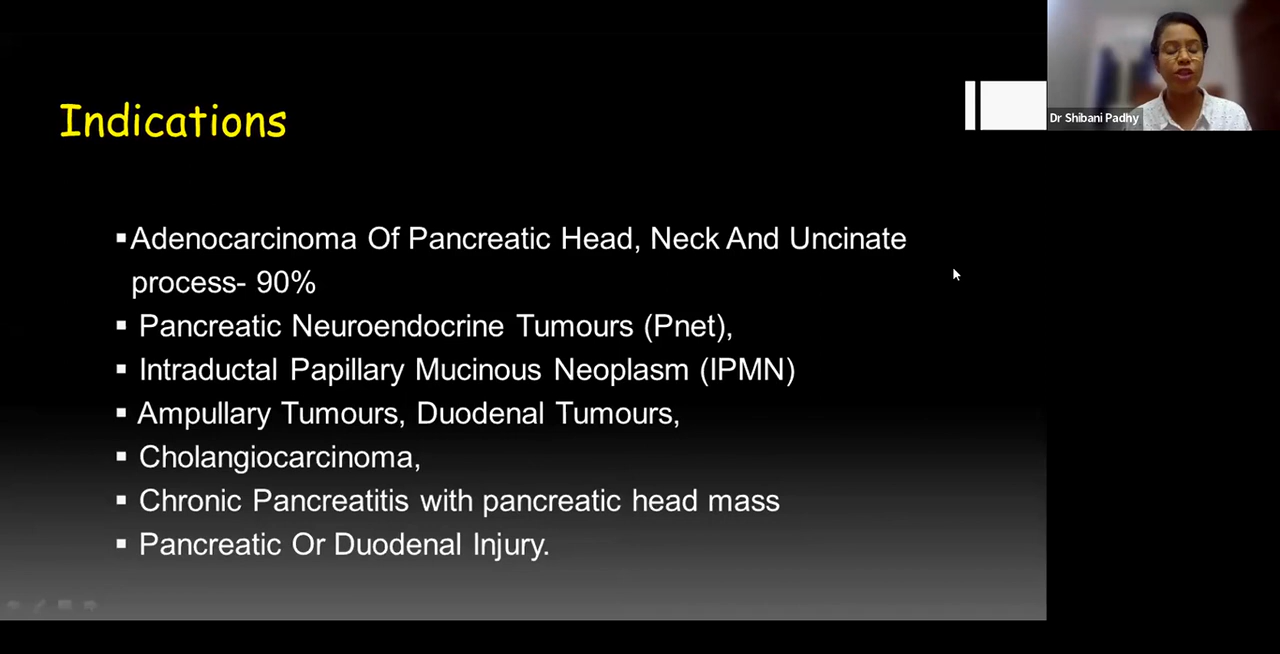 Indications
Dr Shibani Padhy
▪Adenocarcinoma Of Pancreatic Head, Neck And Uncinate
process- 90%
▪ Pancreatic Neuroendocrine Tumours (Pnet),
▪ Intraductal Papillary Mucinous Neoplasm (IPMN)
▪ Ampullary Tumours, Duodenal Tumours,
▪ Cholangiocarcinoma,
▪ Chronic Pancreatitis with pancreatic head mass
▪ Pancreatic Or Duodenal Injury.